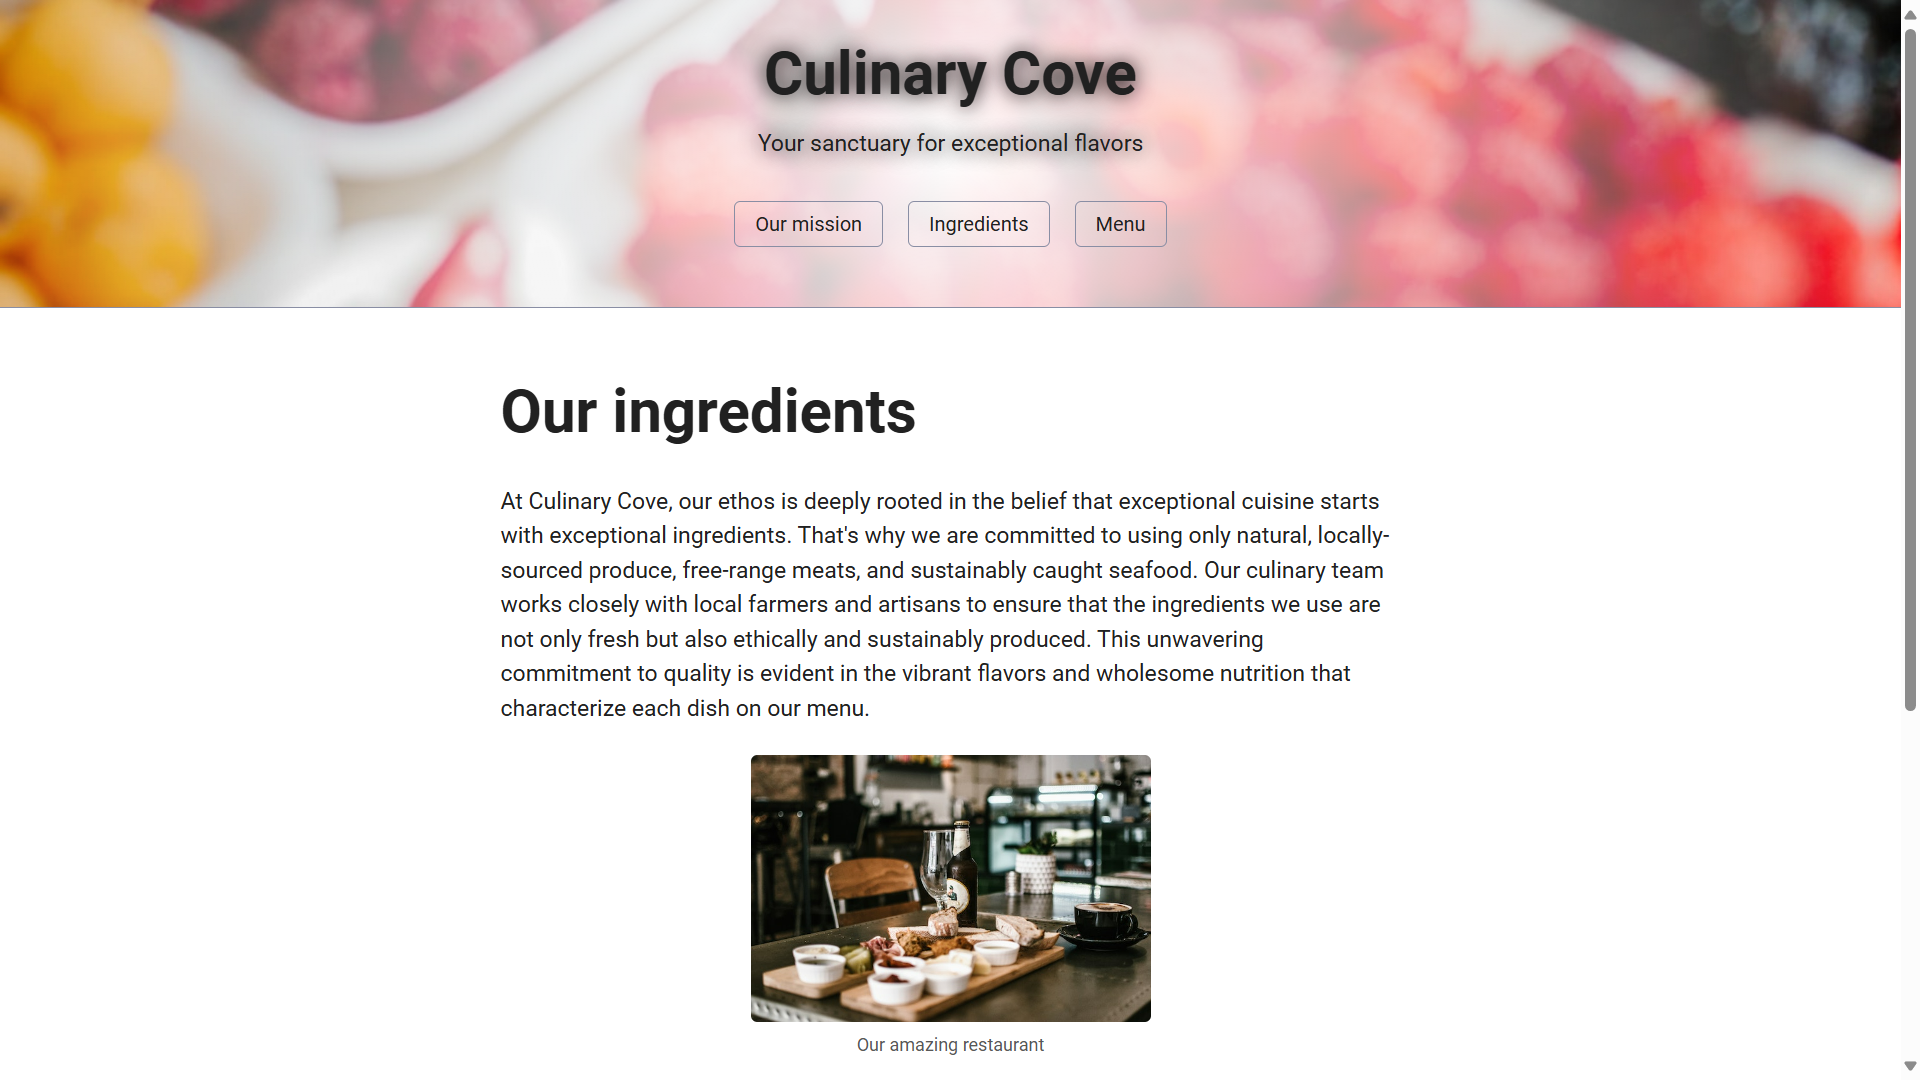 Culinary Cove
Your sanctuary for exceptional flavors
Our mission
Ingredients
Menu
Our ingredients
At Culinary Cove, our ethos is deeply rooted in the belief that exceptional cuisine starts
with exceptional ingredients. That's why we are committed to using only natural, locally-
sourced produce, free-range meats, and sustainably caught seafood. Our culinary team
works closely with local farmers and artisans to ensure that the ingredients we use are
not only fresh but also ethically and sustainably produced. This unwavering
commitment to quality is evident in the vibrant flavors and wholesome nutrition that
characterize each dish on our menu.
Our amazing restaurant